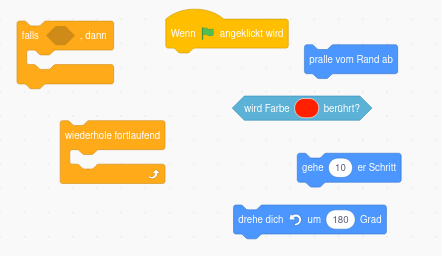 falls , dann
Wenn angeklickt wird
pralle vom Rand ab
wird Farbe berührt?
wiederhole fortlaufend
gehe 10 er Schritt
drehe dich um 180 Grad